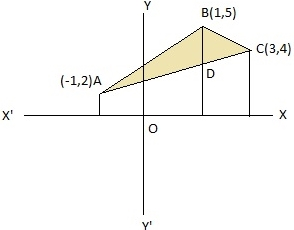 Y
B(1,5)
C(3,4)
(-1,2)A
D
X' O X
Y'